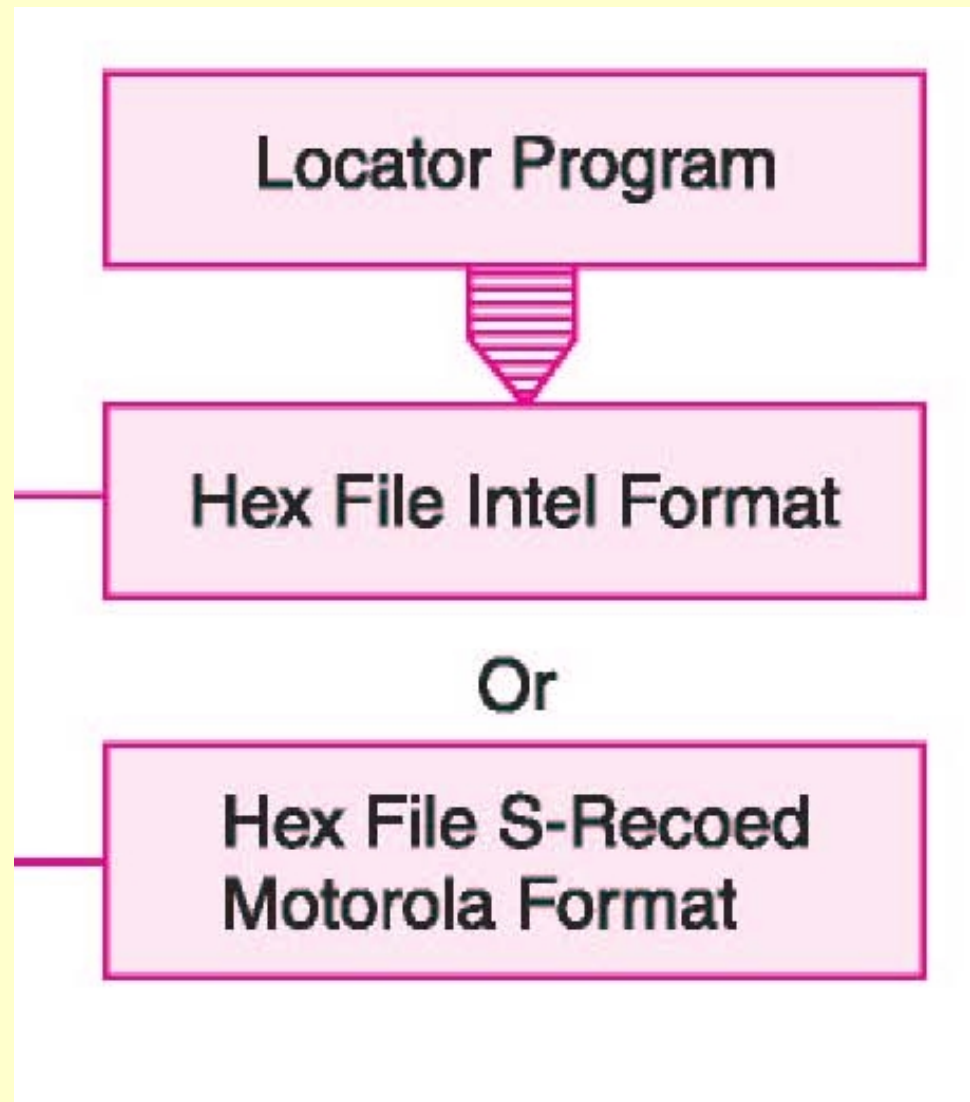 Locator Program
Hex File Intel Format
Or
Hex File S-Recoed
Motorola Format